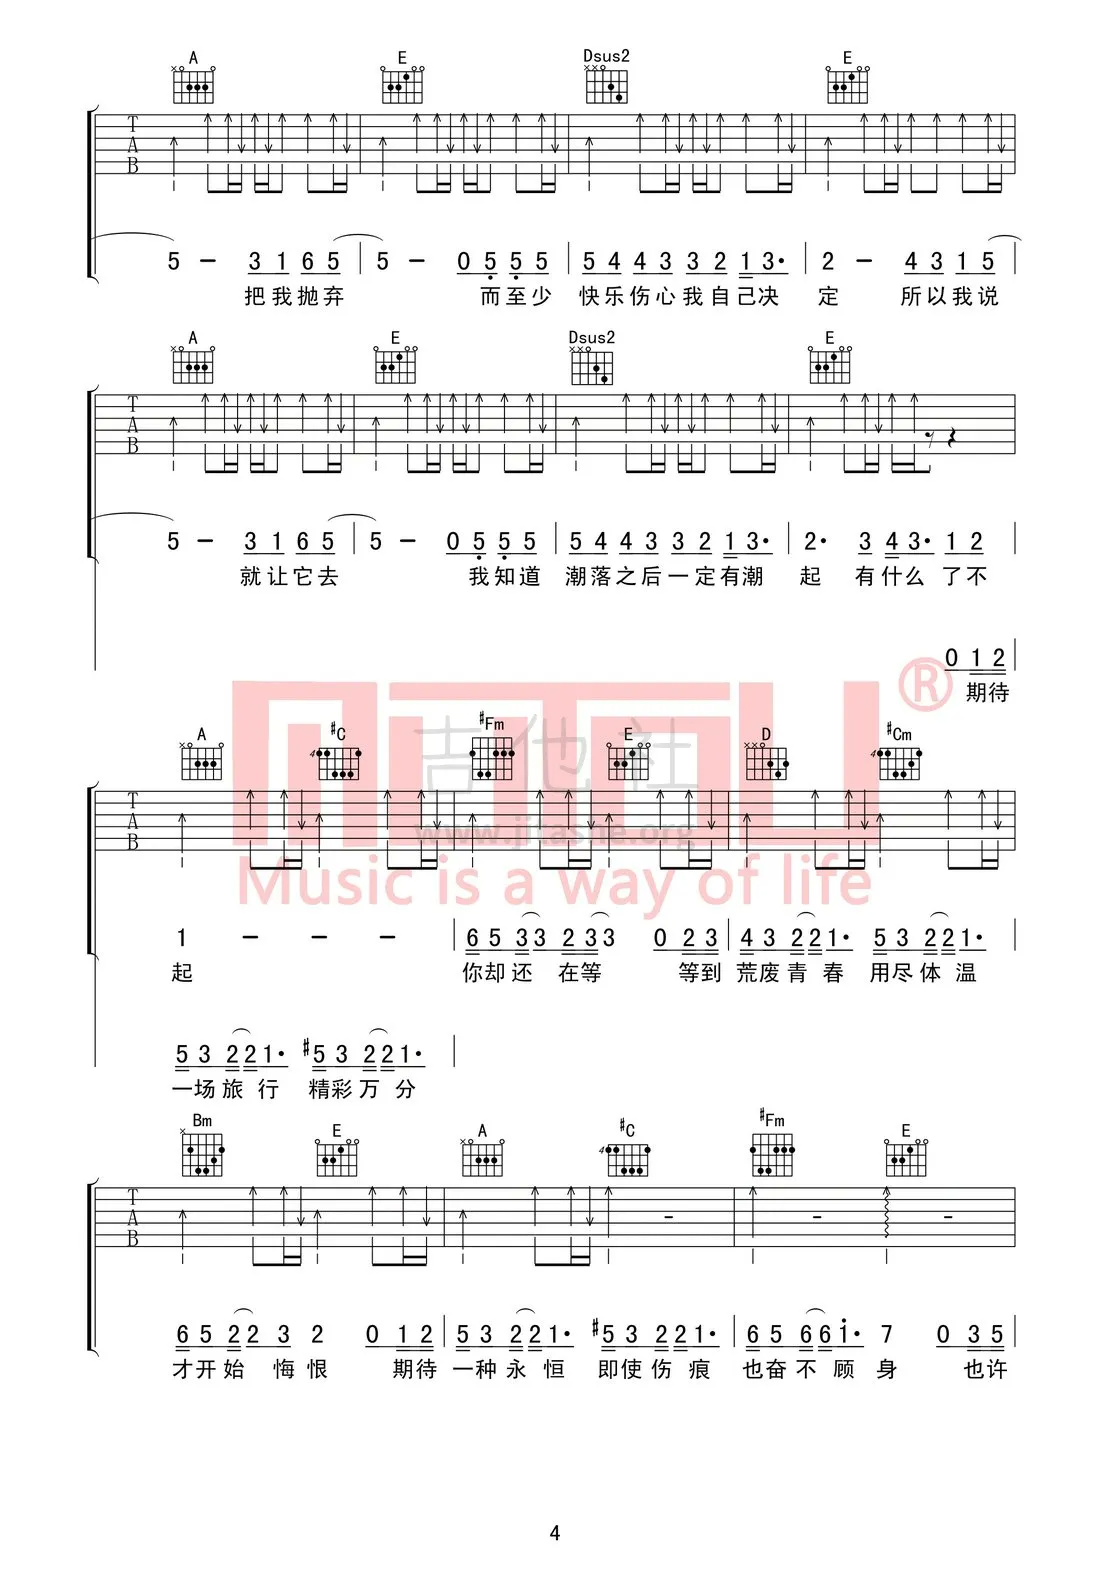 A E Dsus2 E
T
A
B
5 – 3 1 6 5 | 5 – 0 5 5 5 | 5 4 4 3 3 2 1 3· | 2 – 4 3 1 5 |
把我抛弃 而至少 快乐伤心我自己决 定 所以我说
A E Dsus2 E
T
A
B
5 – 3 1 6 5 | 5 – 0 5 5 5 | 5 4 4 3 3 2 1 3· | 2· 3 4 3· 1 2 |
就让它去 我知道 潮落之后一定有潮 起 有什么了不
0 1 2 |
期待
®
吉他社
www.jitashe.org
Music is a way of life
A #C #Fm E D #Cm
T
A
B
1 – – – | 6 5 3 3 2 3 3 0 2 3 | 4 3 2 2 1· 5 3 2 2 1· |
起 你却还在等 等到 荒废青春 用尽体温
5 3 2 2 1· #5 3 2 2 1· |
一场旅行 精彩万分
Bm E A #C #Fm E
T
A
B
6 5 2 2 3 2 0 1 2 | 5 3 2 2 1· #5 3 2 2 1· | 6 5 6 6 i· 7 0 3 5 |
才开始悔恨 期待 一种永恒 即使伤痕 也奋不顾身 也许
4